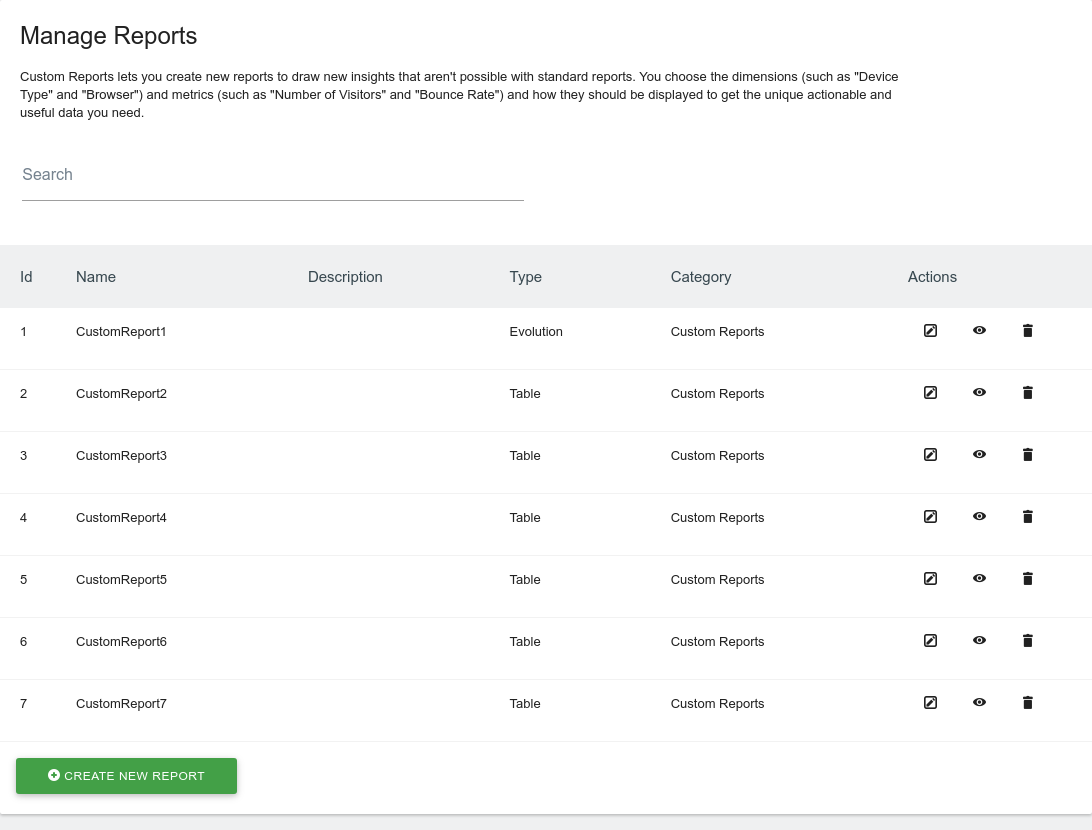 Manage Reports
Custom Reports lets you create new reports to draw new insights that aren't possible with standard reports. You choose the dimensions (such as "Device
Type" and "Browser") and metrics (such as "Number of Visitors" and "Bounce Rate") and how they should be displayed to get the unique actionable and
useful data you need.
Search
Id Name Description Type Category Actions
1 CustomReport1 Evolution Custom Reports
2 CustomReport2 Table Custom Reports
3 CustomReport3 Table Custom Reports
4 CustomReport4 Table Custom Reports
5 CustomReport5 Table Custom Reports
6 CustomReport6 Table Custom Reports
7 CustomReport7 Table Custom Reports
CREATE NEW REPORT